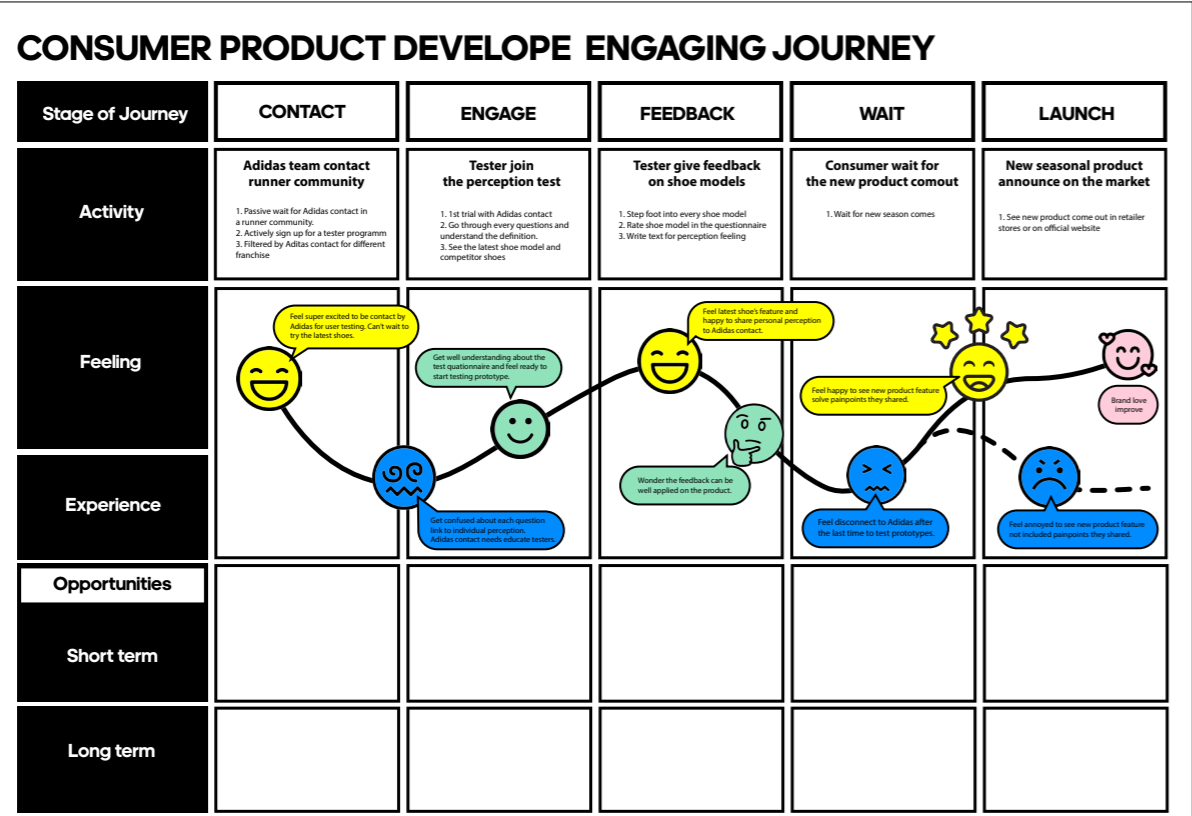 CONSUMER PRODUCT DEVELOPE ENGAGING JOURNEY
Stage of Journey
CONTACT
ENGAGE
FEEDBACK
WAIT
LAUNCH
Activity
Adidas team contact
runner community
1. Passive wait for Adidas contact in
a runner community.
2. Actively sign up for a tester programm
3. Filtered by Aditas contact for different
franchise
Tester join
the perception test
1. 1st trial with Adidas contact
2. Go through every questions and
understand the definition.
3. See the latest shoe model and
competitor shoes
Tester give feedback
on shoe models
1. Step foot into every shoe model
2. Rate shoe model in the questionnaire
3. Write text for perception feeling
Consumer wait for
the new product comout
1. Wait for new season comes
New seasonal product
announce on the market
1. See new product come out in retailer
stores or on official website
Feeling
Experience
Feel super excited to be contact by
Adidas for user testing. Can't wait to
try the latest shoes.
Get confused about each question
link to individual perception.
Adidas contact needs educate testers.
Get well understanding about the
test quationnaire and feel ready to
start testing prototype.
Feel latest shoe's feature and
happy to share personal perception
to Adidas contact.
Wonder the feedback can be
well applied on the product.
Feel disconnect to Adidas after
the last time to test prototypes.
Feel happy to see new product feature
solve painpoints they shared.
Feel annoyed to see new product feature
not included painpoints they shared.
Brand love
improve
Opportunities
Short term
Long term